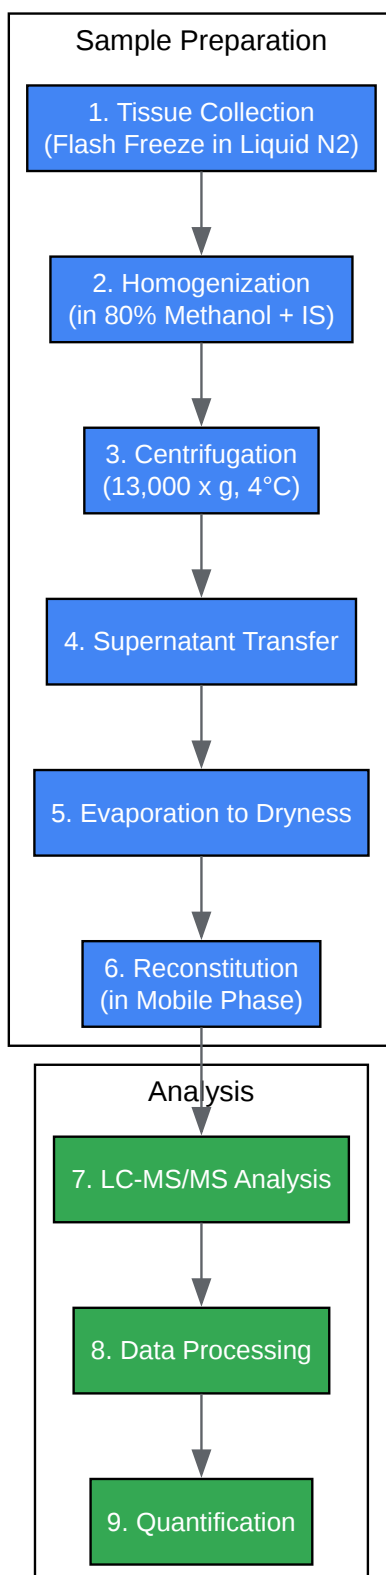 Sample Preparation
1. Tissue Collection
(Flash Freeze in Liquid N2)
2. Homogenization
(in 80% Methanol + IS)
3. Centrifugation
(13,000 x g, 4°C)
4. Supernatant Transfer
5. Evaporation to Dryness
6. Reconstitution
(in Mobile Phase)
Analysis
7. LC-MS/MS Analysis
8. Data Processing
9. Quantification